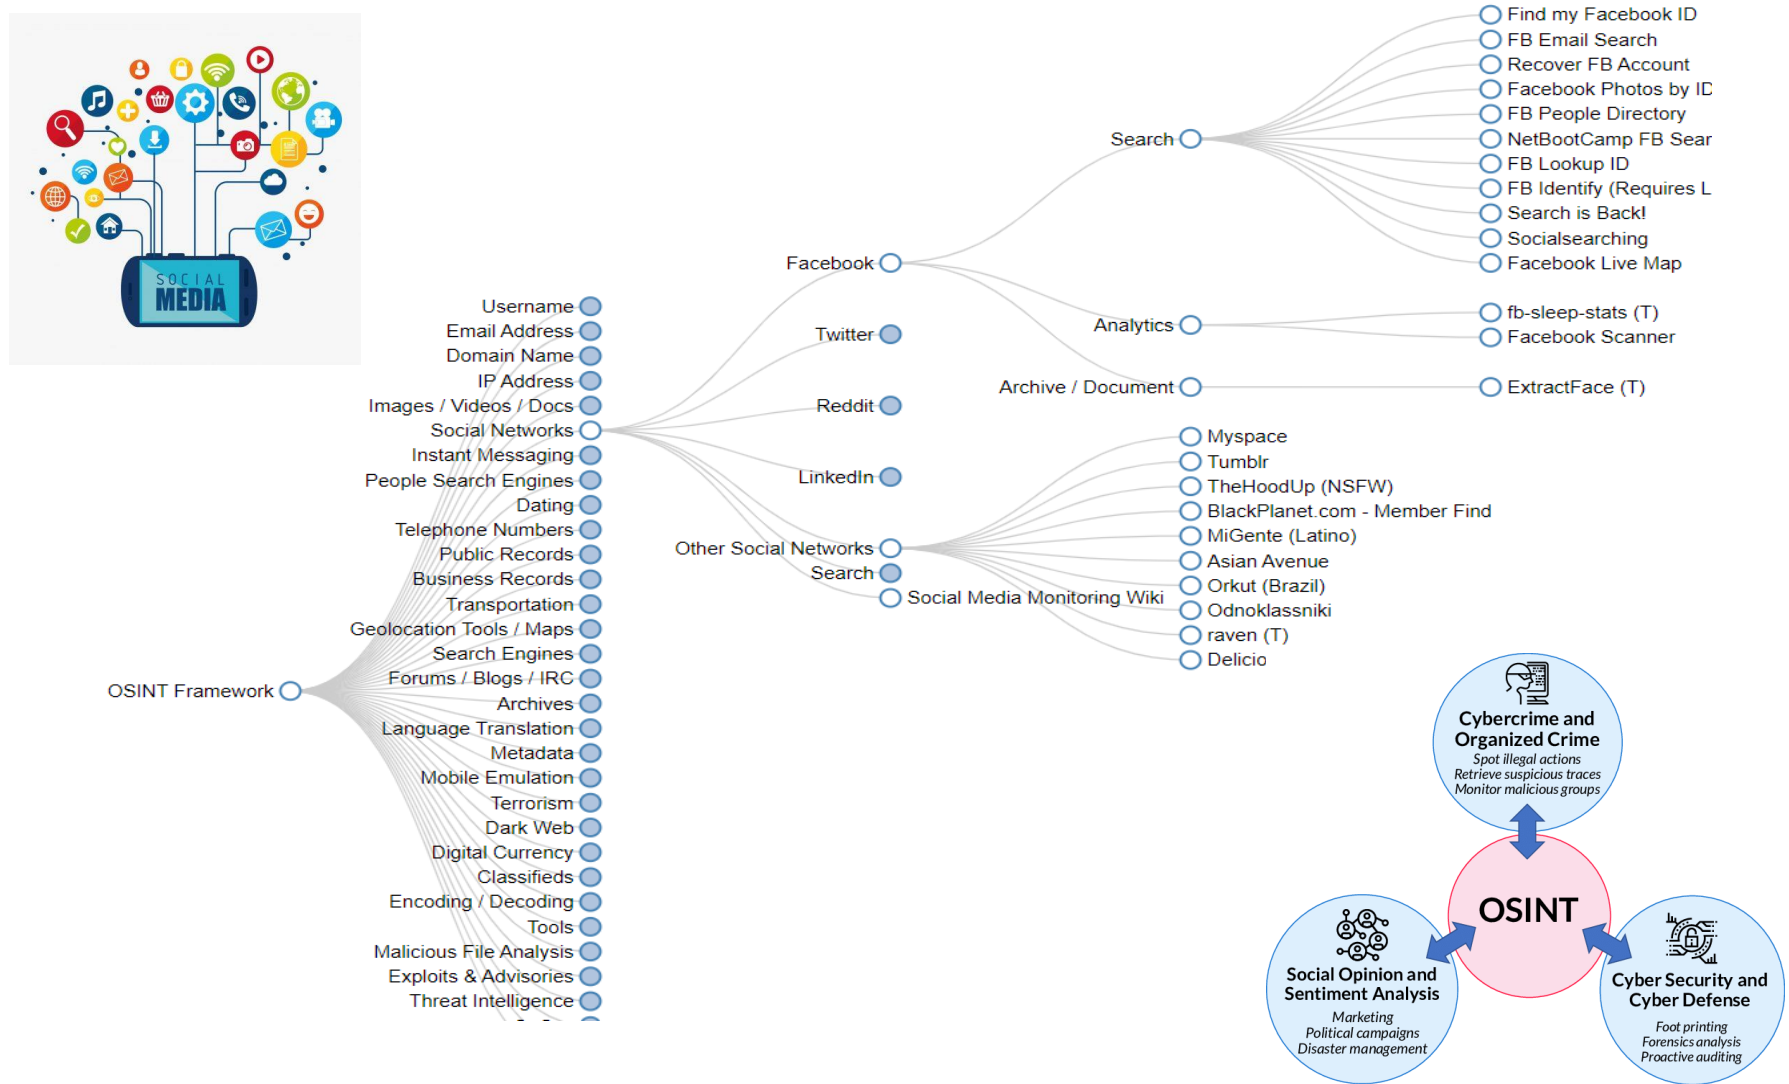 SOCIAL
MEDIA
OSINT Framework
Username
Email Address
Domain Name
IP Address
Images / Videos / Docs
Social Networks
Instant Messaging
People Search Engines
Dating
Telephone Numbers
Public Records
Business Records
Transportation
Geolocation Tools / Maps
Search Engines
Forums / Blogs / IRC
Archives
Language Translation
Metadata
Mobile Emulation
Terrorism
Dark Web
Digital Currency
Classifieds
Encoding / Decoding
Tools
Malicious File Analysis
Exploits & Advisories
Threat Intelligence
Facebook
Twitter
Reddit
LinkedIn
Other Social Networks
Search
Social Media Monitoring Wiki
Search
Analytics
Archive / Document
Find my Facebook ID
FB Email Search
Recover FB Account
Facebook Photos by ID
FB People Directory
NetBootCamp FB Sear
FB Lookup ID
FB Identify (Requires L
Search is Back!
Socialsearching
Facebook Live Map
fb-sleep-stats (T)
Facebook Scanner
ExtractFace (T)
Myspace
Tumblr
TheHoodUp (NSFW)
BlackPlanet.com - Member Find
MiGente (Latino)
Asian Avenue
Orkut (Brazil)
Odnoklassniki
raven (T)
Delicio
Cybercrime and
Organized Crime
Spot illegal actions
Retrieve suspicious traces
Monitor malicious groups
OSINT
Social Opinion and
Sentiment Analysis
Marketing
Political campaigns
Disaster management
Cyber Security and
Cyber Defense
Foot printing
Forensics analysis
Proactive auditing